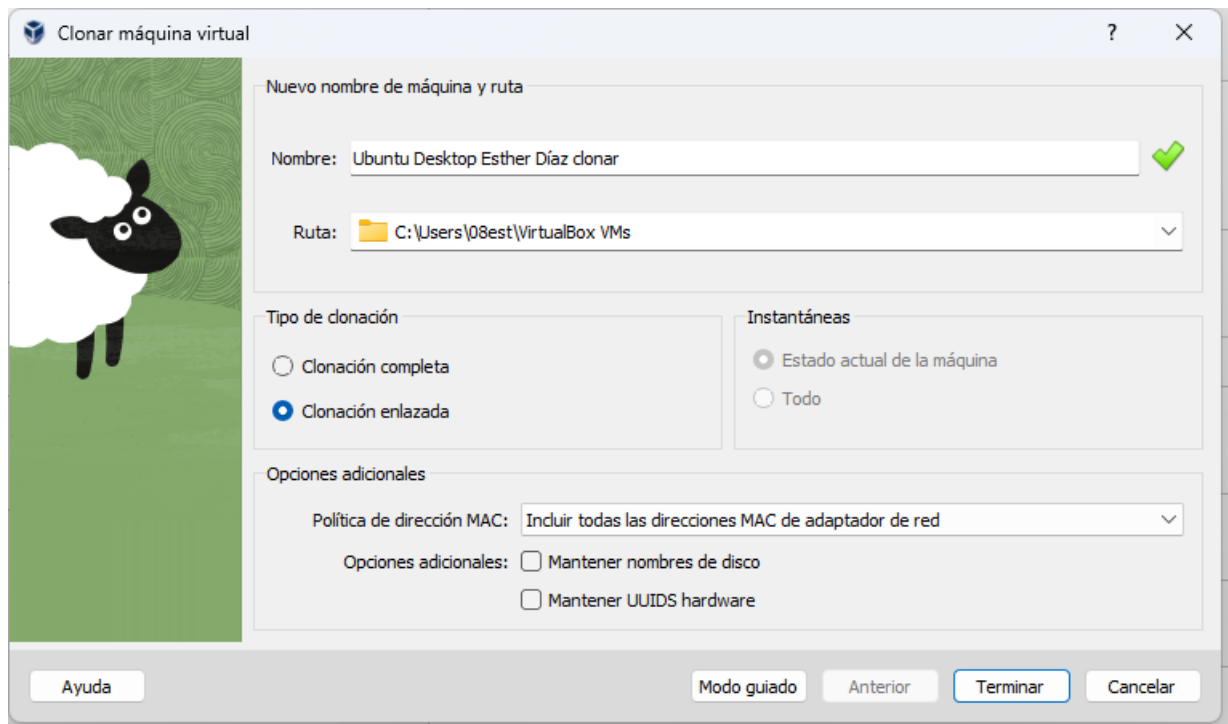 Clonar máquina virtual
?
Nuevo nombre de máquina y ruta
Nombre: Ubuntu Desktop Esther Díaz clonar
Ruta: C:\Users\08est\VirtualBox VMs
Tipo de clonación
Clonación completa
Clonación enlazada
Instantáneas
Estado actual de la máquina
Todo
Opciones adicionales
Política de dirección MAC: Incluir todas las direcciones MAC de adaptador de red
Opciones adicionales: Mantener nombres de disco
Mantener UUIDS hardware
Ayuda Modo guiado Anterior Terminar Cancelar